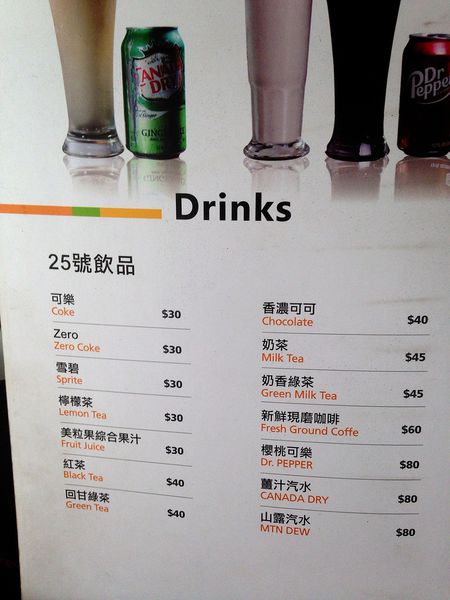 CANADA
DRY
GINGER ALE
Dr
Pepper
Drinks
25號飲品
可樂
Coke $30
Zero
Zero Coke $30
雪碧
Sprite $30
檸檬茶
Lemon Tea $30
美粒果綜合果汁
Fruit Juice $30
紅茶
Black Tea $40
回甘綠茶
Green Tea $40
香濃可可
Chocolate $40
奶茶
Milk Tea $45
奶香綠茶
Green Milk Tea $45
新鮮現磨咖啡
Fresh Ground Coffe $60
櫻桃可樂
Dr. PEPPER $80
薑汁汽水
CANADA DRY $80
山露汽水
MTN DEW $80